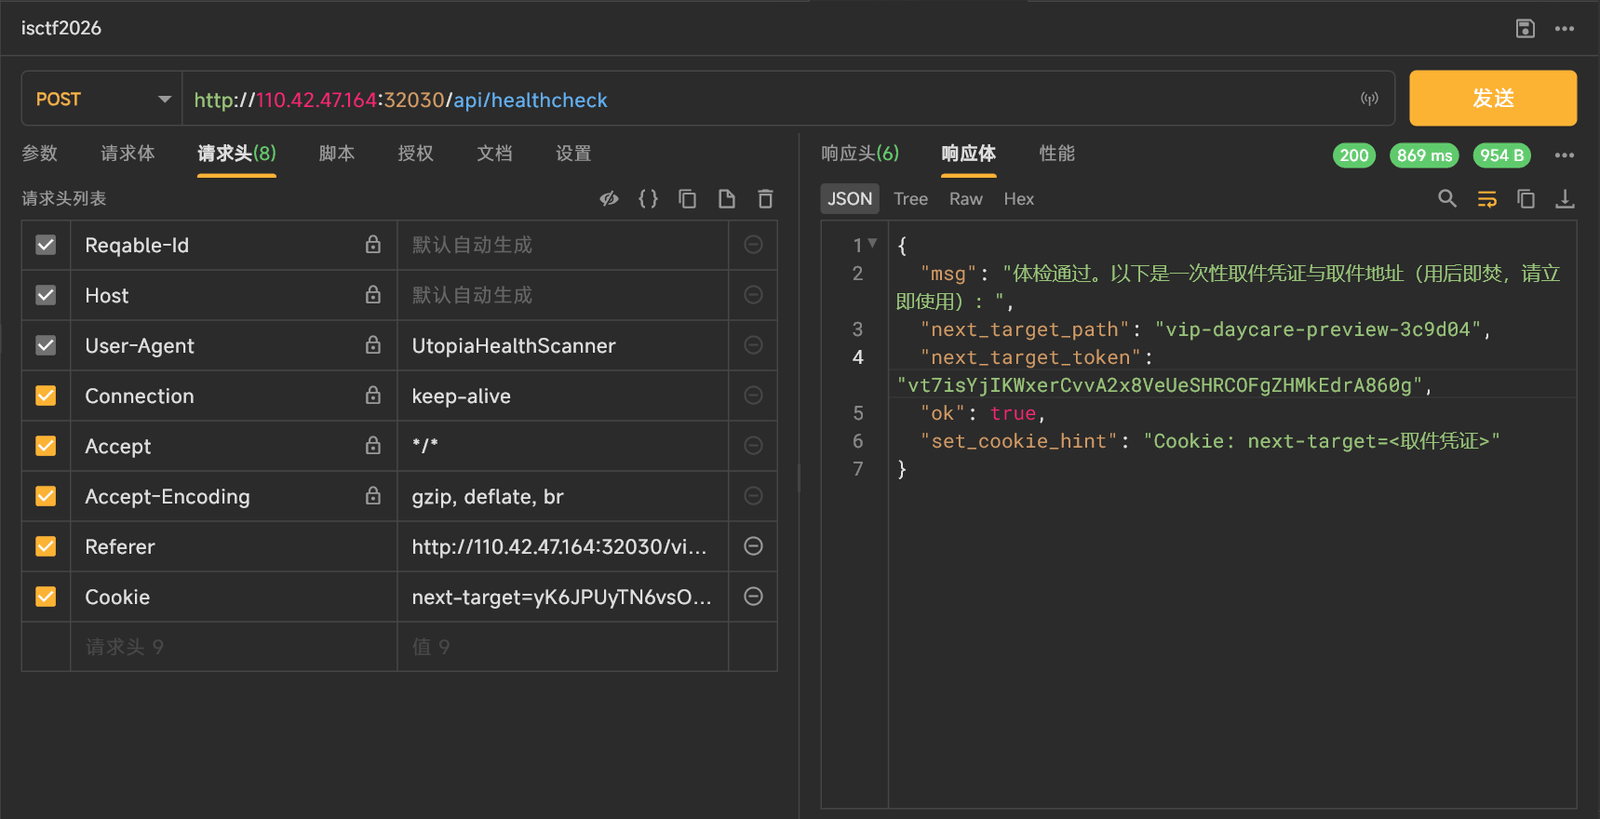 isctf2026
POST
http://110.42.47.164:32030/api/healthcheck
发送
参数 请求体 请求头(8) 脚本 授权 文档 设置
请求头列表
Reqable-Id 默认自动生成
Host 默认自动生成
User-Agent UtopiaHealthScanner
Connection keep-alive
Accept */*
Accept-Encoding gzip, deflate, br
Referer http://110.42.47.164:32030/vi...
Cookie next-target=yK6JPUyTN6vsO...
请求头 9 值 9
响应头(6) 响应体 性能 200 869 ms 954 B
JSON Tree Raw Hex
1 {
2 "msg": "体检通过。以下是一次性取件凭证与取件地址（用后即焚，请立
即使用）: ",
3 "next_target_path": "vip-daycare-preview-3c9d04",
4 "next_target_token":
"vt7isYjIKWxerCvvA2x8VeUeSHRCOFgZHMkEdrA860g",
5 "ok": true,
6 "set_cookie_hint": "Cookie: next-target=<取件凭证>"
7 }